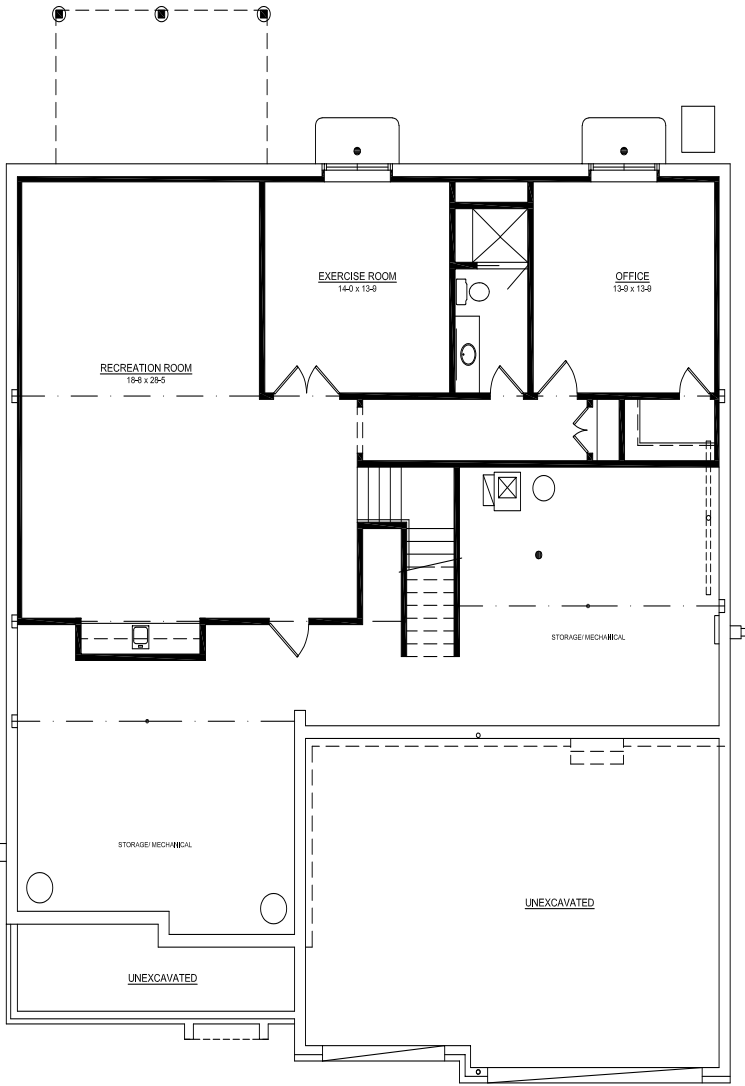 EXERCISE ROOM
14-0 x 13-9
OFFICE
13-9 x 13-9
RECREATION ROOM
18-8 x 28-5
STORAGE/ MECHANICAL
STORAGE/ MECHANICAL
UNEXCAVATED
UNEXCAVATED